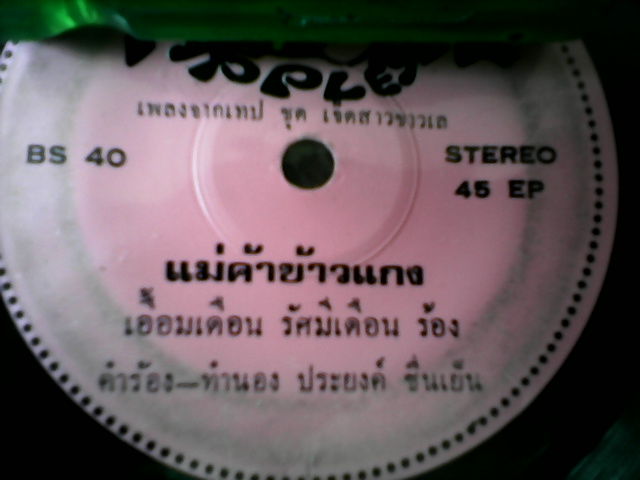 APPLE
เพลงจากเทป ชุด เช็ดสาวชาวเล
BS 40
STEREO
45 EP
แม่ค้าข้าวแกง
เอื้อมเดือน รัศมีเดือน ร้อง
คำร้อง—ทำนอง ประยงค์ ชื่นเย็น